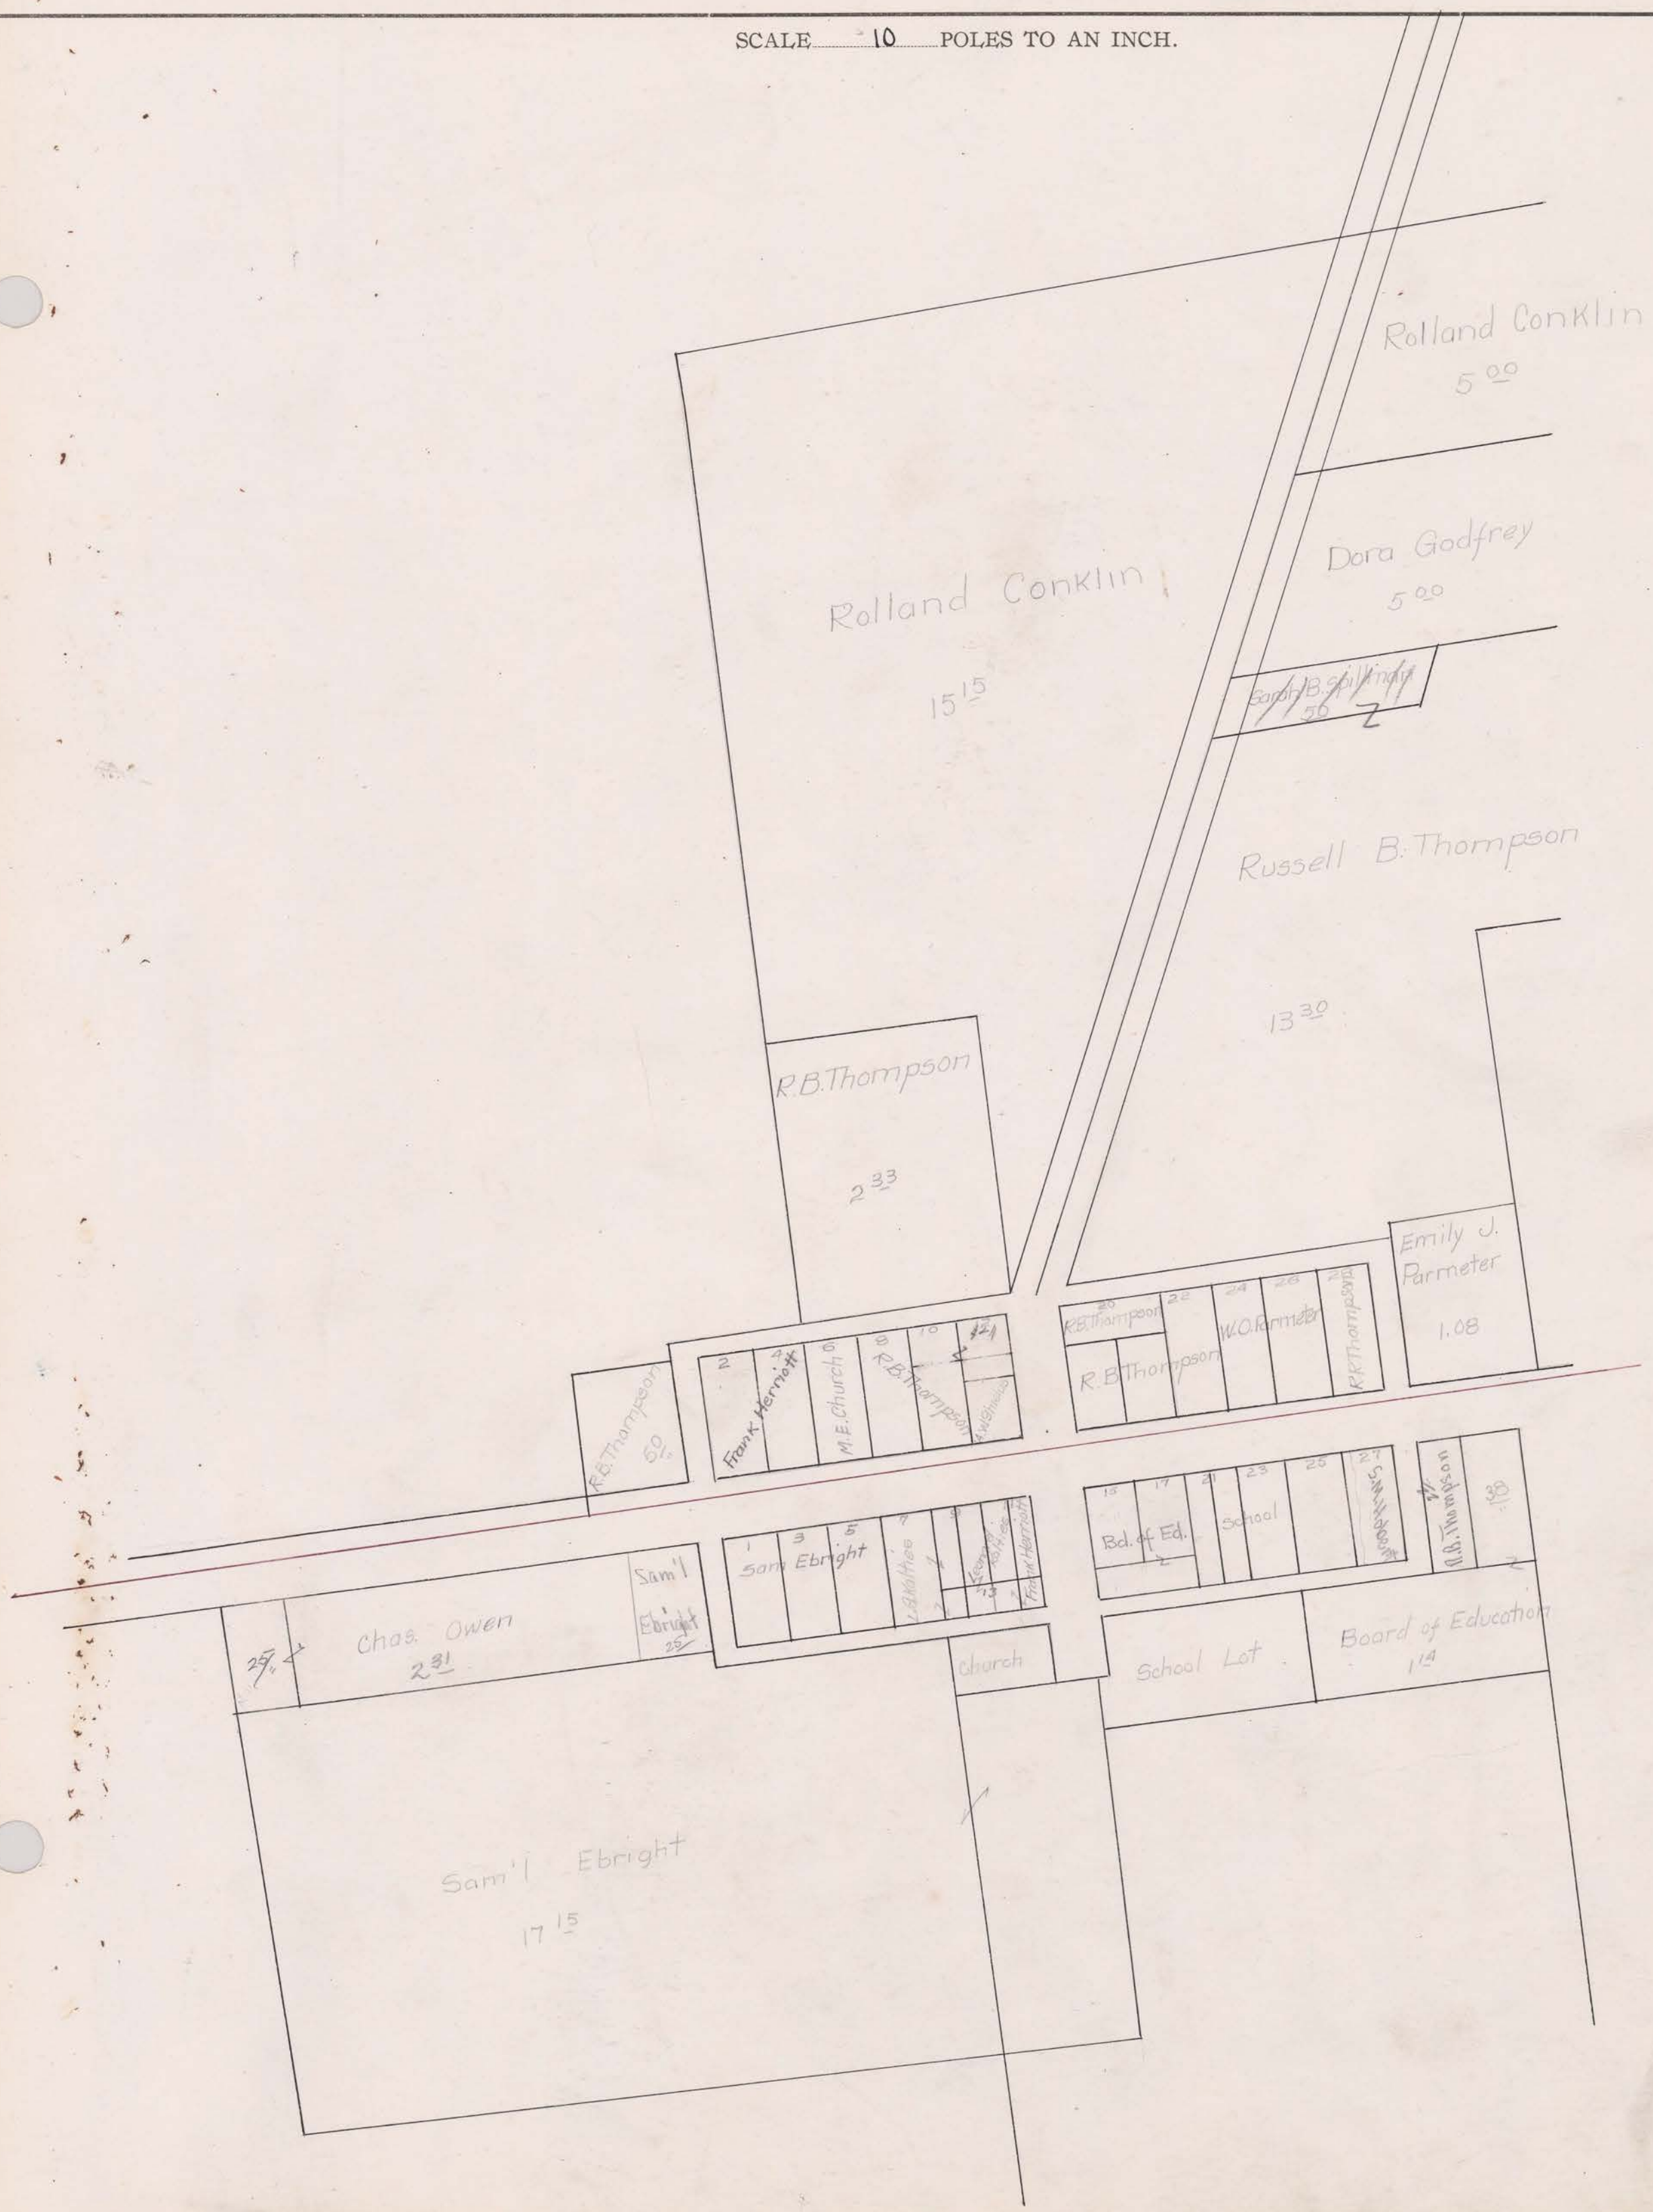 SCALE 10 POLES TO AN INCH.
Rolland Conklin
5 00
Dora Godfrey
5 00
Rolland Conklin
15 15
Sarah B. Spillman
50 Z
Russell B. Thompson
13 30
R.B. Thompson
2 33
Emily J.
Parmeter
1.08
R.B. Thompson
50
2
4
6
8
10
12
Frank Herriott
M.E. Church
R.B. Thompson
20
22
24
26
R.B. Thompson
R.B Thompson
W.O. Parmeter
R.B. Thompson
1
3
5
7
Sam Ebright
Frank Herriott
15
17
21
23
25
27
Bd. of Ed.
School
R.B. Thompson
Sam'l
Ebright
25
Chas. Owen
2 31
25
Church
School Lot
Board of Education
1 14
Sam'l Ebright
17 15